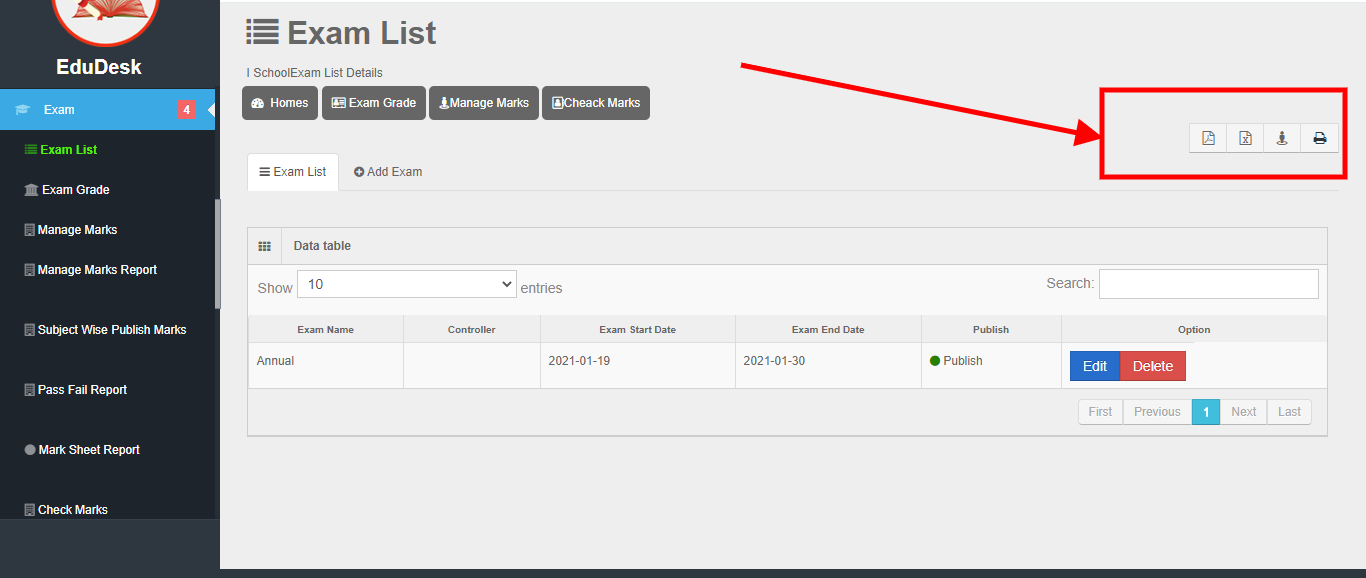 EduDesk
Exam 4
Exam List
Exam Grade
Manage Marks
Manage Marks Report
Subject Wise Publish Marks
Pass Fail Report
Mark Sheet Report
Check Marks
Exam List
I SchoolExam List Details
Homes Exam Grade Manage Marks Cheack Marks
Exam List Add Exam
Data table
Show 10 entries Search:
Exam Name Controller Exam Start Date Exam End Date Publish Option
Annual 2021-01-19 2021-01-30 Publish Edit Delete
First Previous 1 Next Last